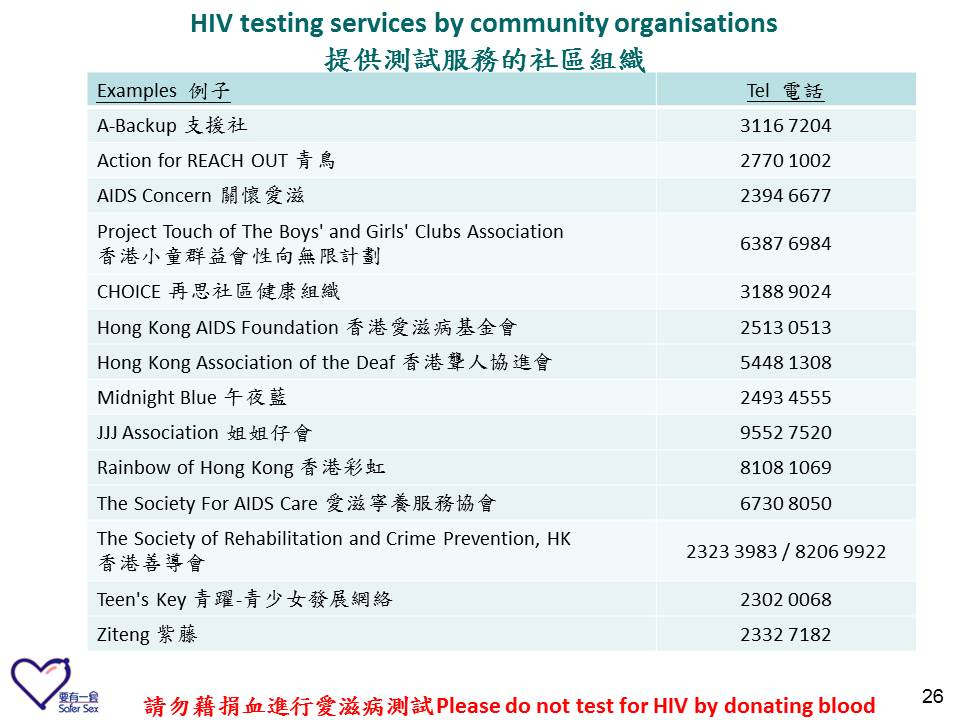 HIV testing services by community organisations
提供測試服務的社區組織
Examples 例子 Tel 電話
A-Backup 支援社 3116 7204
Action for REACH OUT 青鳥 2770 1002
AIDS Concern 關懷愛滋 2394 6677
Project Touch of The Boys' and Girls' Clubs Association
香港小童群益會性向無限計劃 6387 6984
CHOICE 再思社區健康組織 3188 9024
Hong Kong AIDS Foundation 香港愛滋病基金會 2513 0513
Hong Kong Association of the Deaf 香港聾人協進會 5448 1308
Midnight Blue 午夜藍 2493 4555
JJJ Association 姐姐仔會 9552 7520
Rainbow of Hong Kong 香港彩虹 8108 1069
The Society For AIDS Care 愛滋寧養服務協會 6730 8050
The Society of Rehabilitation and Crime Prevention, HK
香港善導會 2323 3983 / 8206 9922
Teen's Key 青躍-青少女發展網絡 2302 0068
Ziteng 紫藤 2332 7182
要有一套
Safer Sex
請勿藉捐血進行愛滋病測試Please do not test for HIV by donating blood
26